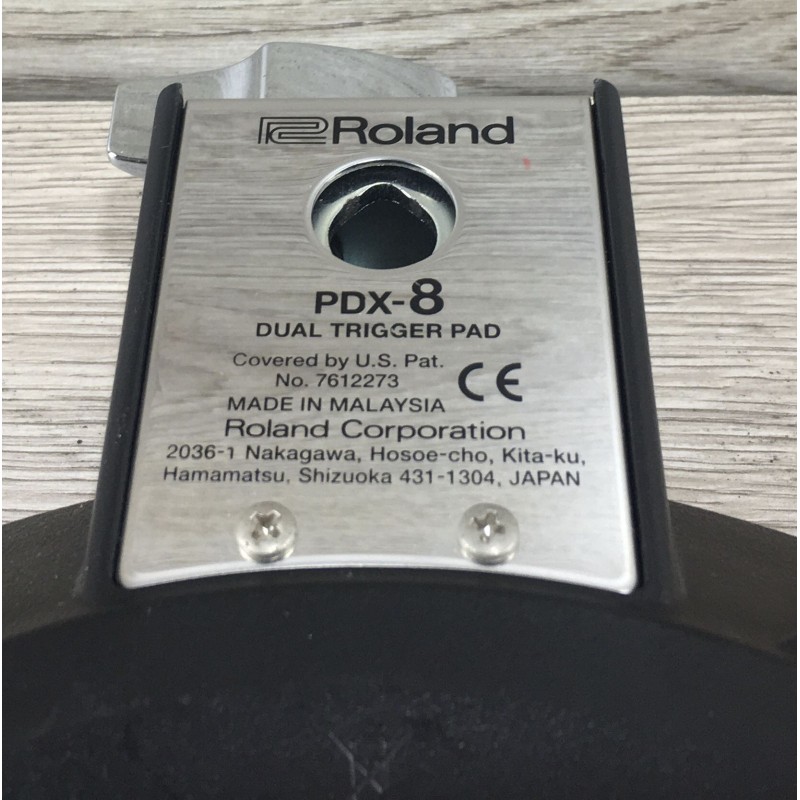 Roland
PDX-8
DUAL TRIGGER PAD
Covered by U.S. Pat.
No. 7612273
CE
MADE IN MALAYSIA
Roland Corporation
2036-1 Nakagawa, Hosoe-cho, Kita-ku,
Hamamatsu, Shizuoka 431-1304, JAPAN